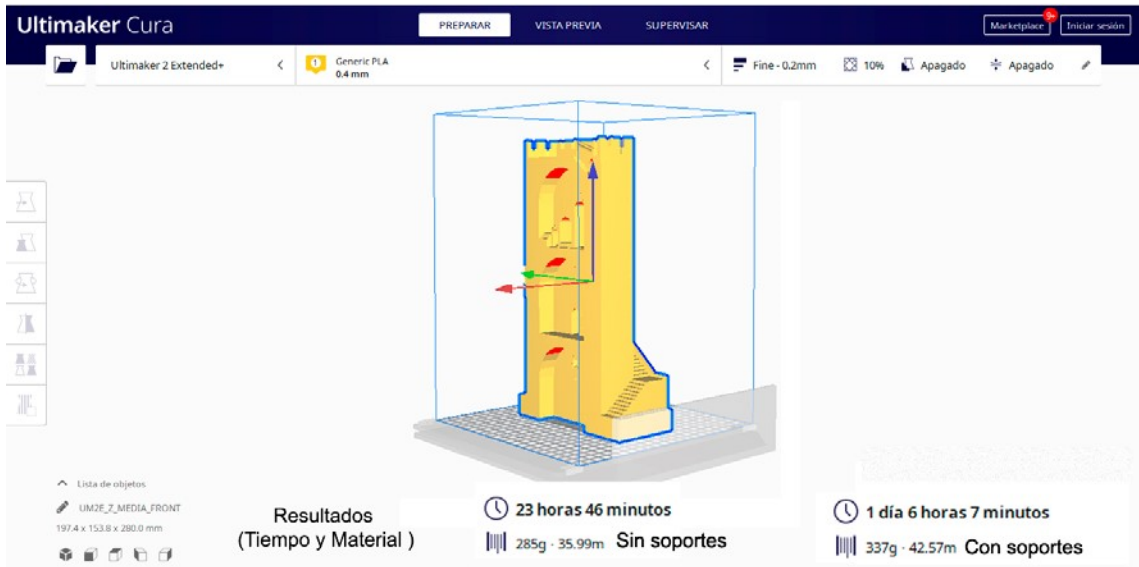 Ultimaker Cura
PREPARAR
VISTA PREVIA
SUPERVISAR
Marketplace
9+
Iniciar sesión
Ultimaker 2 Extended+
1
Generic PLA
0.4 mm
Fine - 0.2mm
10%
Apagado
Apagado
Lista de objetos
UM2E_Z_MEDIA_FRONT
197.4 x 153.8 x 280.0 mm
Resultados
(Tiempo y Material )
23 horas 46 minutos
285g · 35.99m Sin soportes
1 día 6 horas 7 minutos
337g · 42.57m Con soportes